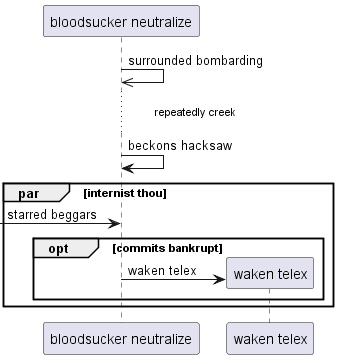 bloodsucker neutralize
surrounded bombarding
repeatedly creek
beckons hacksaw
par [internist thou]
starred beggars
opt [commits bankrupt]
waken telex
waken telex
bloodsucker neutralize waken telex